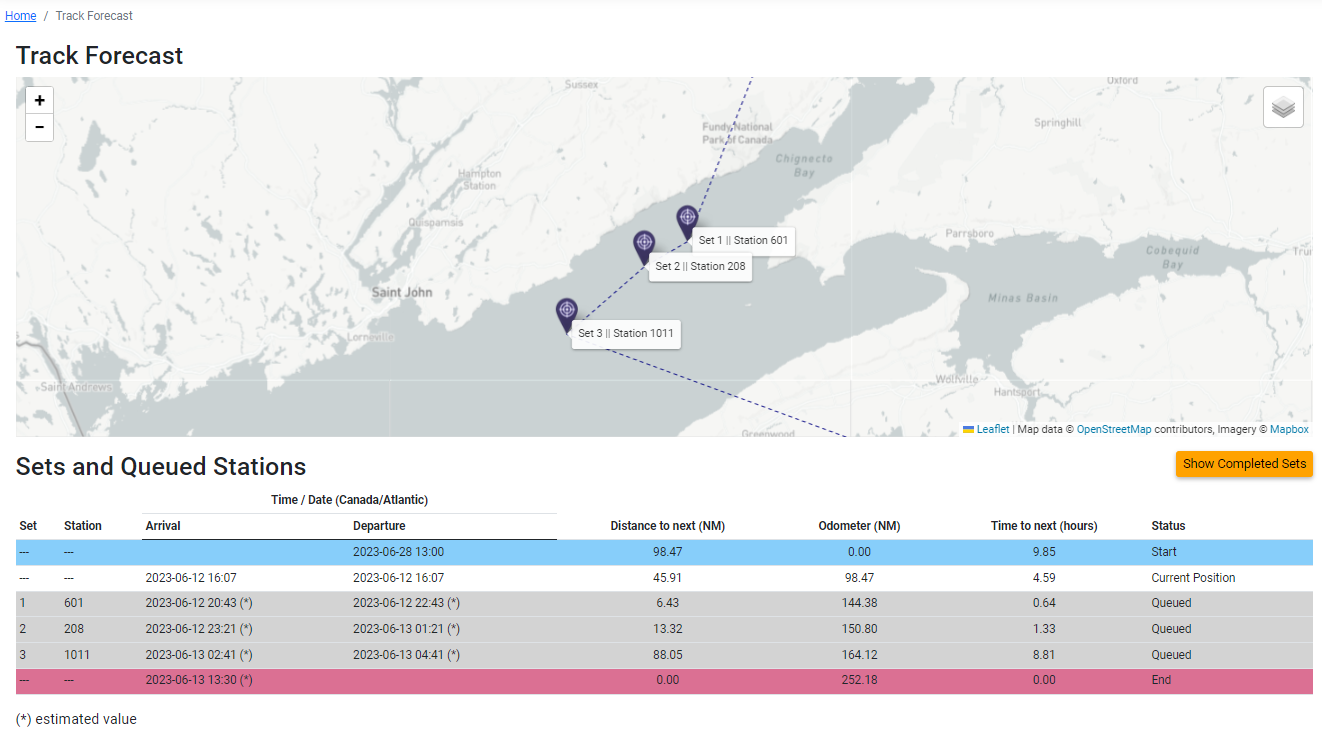 Home / Track Forecast
Track Forecast
+
−
Sussex
Oxford
Fundy National
Park of Canada
Springhill
Chignecto
Bay
Hampton
Station
Quispamsis
Set 1 || Station 601
Parrsboro
Cobequid
Bay
Set 2 || Station 208
Saint John
Minas Basin
Set 3 || Station 1011
Lorneville
Saint Andrews
Wolfville
Hantsport
Greenwood
Leaflet | Map data © OpenStreetMap contributors, Imagery © Mapbox
Sets and Queued Stations
Show Completed Sets
Time / Date (Canada/Atlantic)
Set Station Arrival Departure Distance to next (NM) Odometer (NM) Time to next (hours) Status
--- --- 2023-06-28 13:00 98.47 0.00 9.85 Start
--- --- 2023-06-12 16:07 2023-06-12 16:07 45.91 98.47 4.59 Current Position
1 601 2023-06-12 20:43 (*) 2023-06-12 22:43 (*) 6.43 144.38 0.64 Queued
2 208 2023-06-12 23:21 (*) 2023-06-13 01:21 (*) 13.32 150.80 1.33 Queued
3 1011 2023-06-13 02:41 (*) 2023-06-13 04:41 (*) 88.05 164.12 8.81 Queued
--- --- 2023-06-13 13:30 (*) 0.00 252.18 0.00 End
(*) estimated value